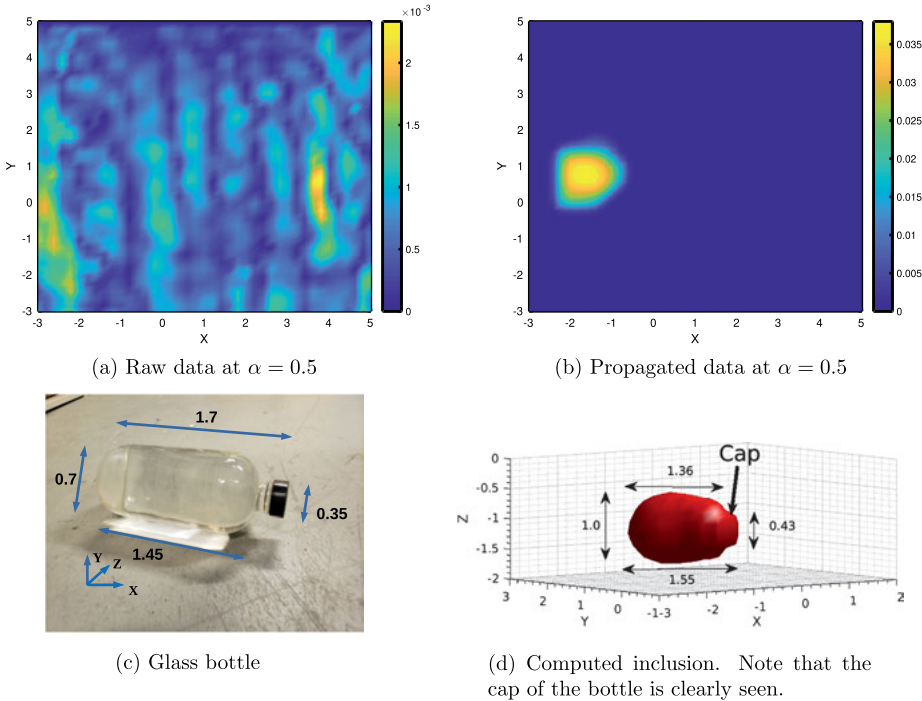 ×10⁻³
5
4
3
2
1
0
-1
-2
-3
Y
-3 -2 -1 0 1 2 3 4 5
X
2
1.5
1
0.5
0
5
4
3
2
1
0
-1
-2
-3
Y
-3 -2 -1 0 1 2 3 4 5
X
0.035
0.03
0.025
0.02
0.015
0.01
0.005
0
(a) Raw data at α = 0.5
(b) Propagated data at α = 0.5
1.7
0.7
0.35
1.45
Y
Z
X
(c) Glass bottle
Cap
1.36
1.0
0.43
1.55
0
-0.5
-1
-1.5
-2
Z
3 2 1 0 -1
Y
-3 -2 -1 0 1 2
X
(d) Computed inclusion. Note that the
cap of the bottle is clearly seen.